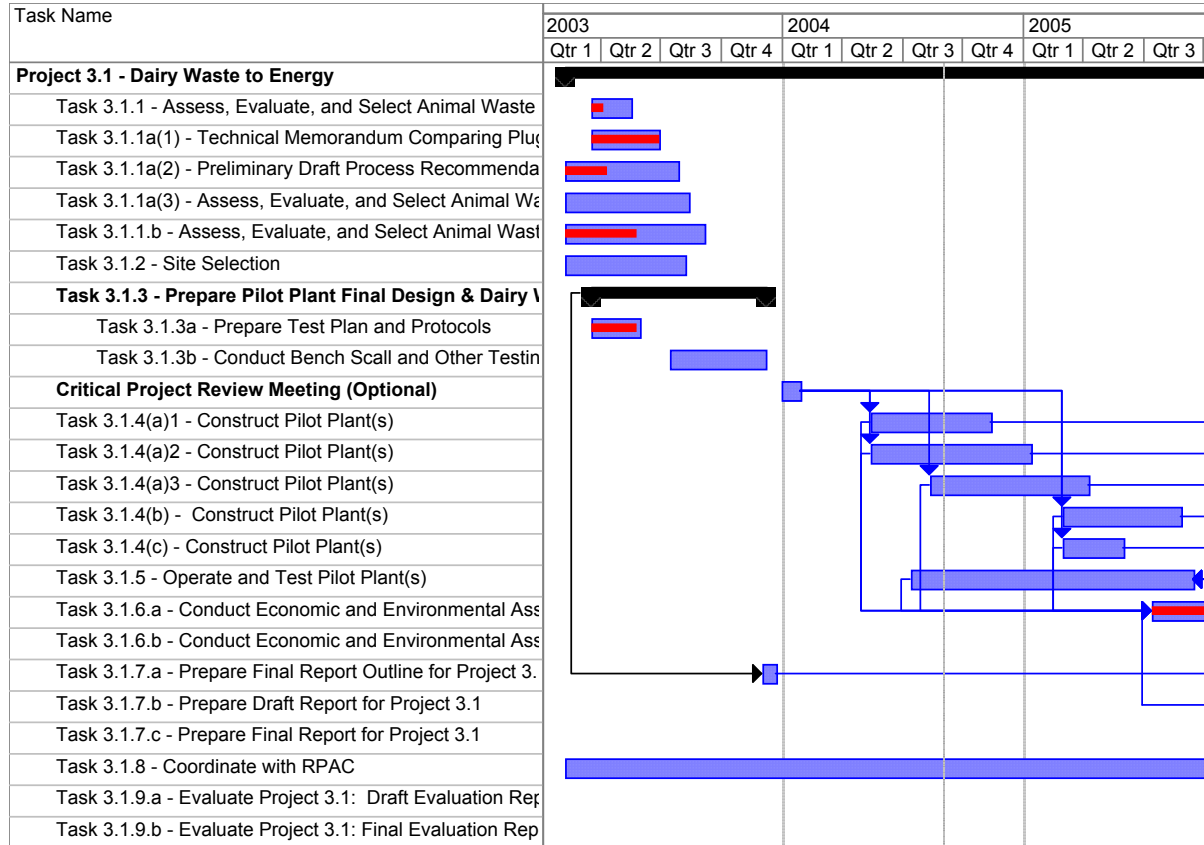 Task Name
2003 2004 2005
Qtr 1 Qtr 2 Qtr 3 Qtr 4 Qtr 1 Qtr 2 Qtr 3 Qtr 4 Qtr 1 Qtr 2 Qtr 3
Project 3.1 - Dairy Waste to Energy
Task 3.1.1 - Assess, Evaluate, and Select Animal Waste
Task 3.1.1a(1) - Technical Memorandum Comparing Plug
Task 3.1.1a(2) - Preliminary Draft Process Recommenda
Task 3.1.1a(3) - Assess, Evaluate, and Select Animal Wa
Task 3.1.1.b - Assess, Evaluate, and Select Animal Wast
Task 3.1.2 - Site Selection
Task 3.1.3 - Prepare Pilot Plant Final Design & Dairy
Task 3.1.3a - Prepare Test Plan and Protocols
Task 3.1.3b - Conduct Bench Scall and Other Testin
Critical Project Review Meeting (Optional)
Task 3.1.4(a)1 - Construct Pilot Plant(s)
Task 3.1.4(a)2 - Construct Pilot Plant(s)
Task 3.1.4(a)3 - Construct Pilot Plant(s)
Task 3.1.4(b) - Construct Pilot Plant(s)
Task 3.1.4(c) - Construct Pilot Plant(s)
Task 3.1.5 - Operate and Test Pilot Plant(s)
Task 3.1.6.a - Conduct Economic and Environmental Ass
Task 3.1.6.b - Conduct Economic and Environmental Ass
Task 3.1.7.a - Prepare Final Report Outline for Project 3.
Task 3.1.7.b - Prepare Draft Report for Project 3.1
Task 3.1.7.c - Prepare Final Report for Project 3.1
Task 3.1.8 - Coordinate with RPAC
Task 3.1.9.a - Evaluate Project 3.1: Draft Evaluation Rep
Task 3.1.9.b - Evaluate Project 3.1: Final Evaluation Rep